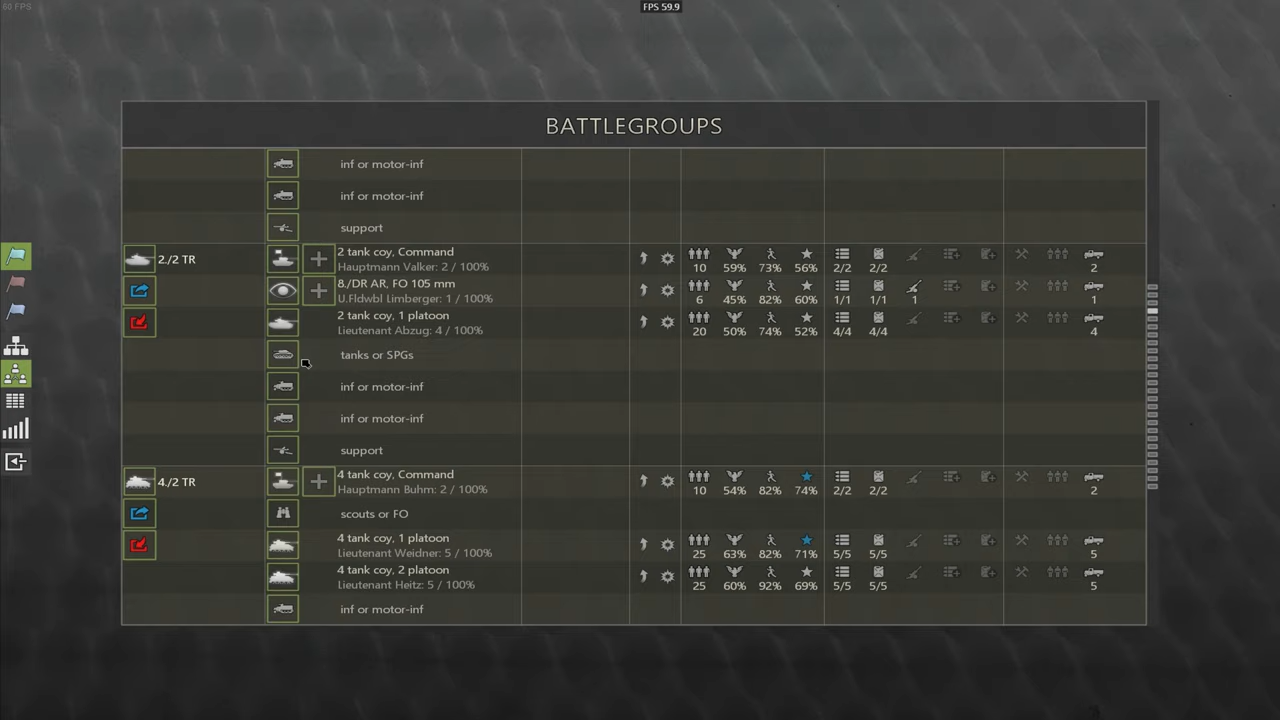 60 FPS
FPS 59.9
BATTLEGROUPS
inf or motor-inf
inf or motor-inf
support
2./2 TR
2 tank coy, Command
Hauptmann Valker: 2 / 100%
10 59% 73% 56% 2/2 2/2 2
8./DR AR, FO 105 mm
U.Fldwbl Limberger: 1 / 100%
6 45% 82% 60% 1/1 1/1 1 1
2 tank coy, 1 platoon
Lieutenant Abzug: 4 / 100%
20 50% 74% 52% 4/4 4/4 4
tanks or SPGs
inf or motor-inf
inf or motor-inf
support
4./2 TR
4 tank coy, Command
Hauptmann Buhm: 2 / 100%
10 54% 82% 74% 2/2 2/2 2
scouts or FO
4 tank coy, 1 platoon
Lieutenant Weidner: 5 / 100%
25 63% 82% 71% 5/5 5/5 5
4 tank coy, 2 platoon
Lieutenant Heitz: 5 / 100%
25 60% 92% 69% 5/5 5/5 5
inf or motor-inf